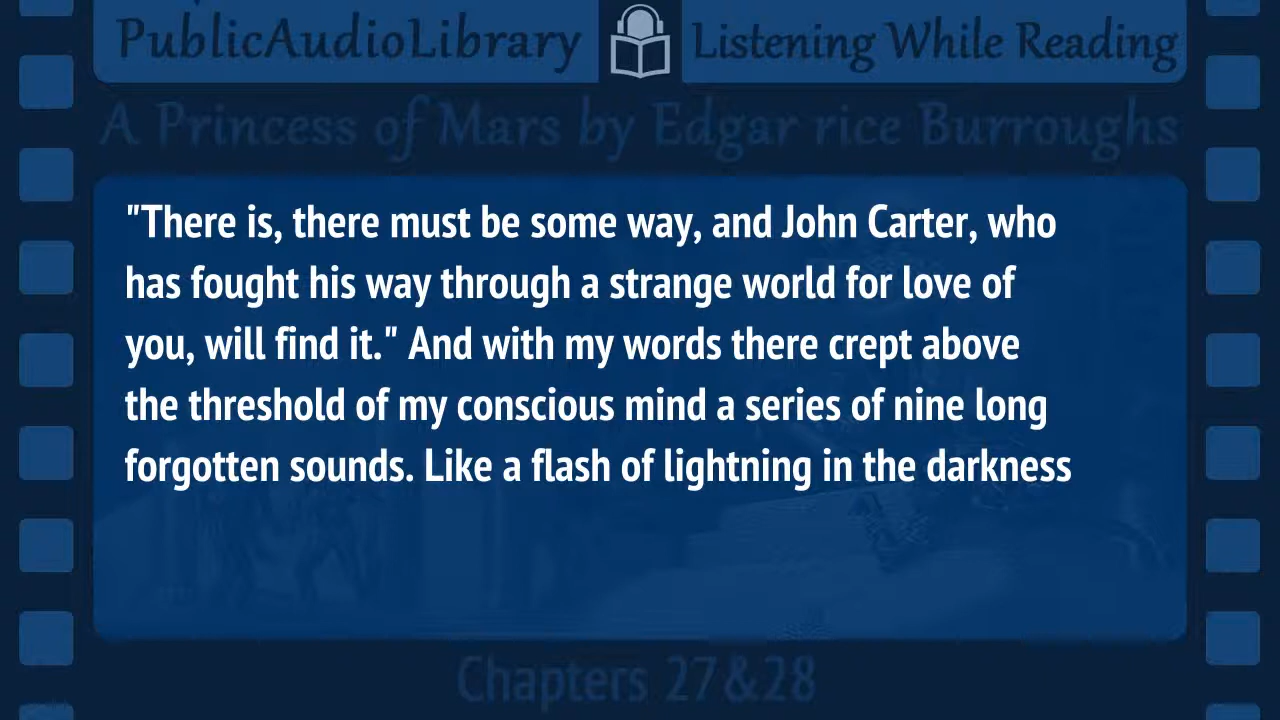 PublicAudioLibrary Listening While Reading
A Princess of Mars by Edgar rice Burroughs
"There is, there must be some way, and John Carter, who
has fought his way through a strange world for love of
you, will find it." And with my words there crept above
the threshold of my conscious mind a series of nine long
forgotten sounds. Like a flash of lightning in the darkness
Chapters 27&28